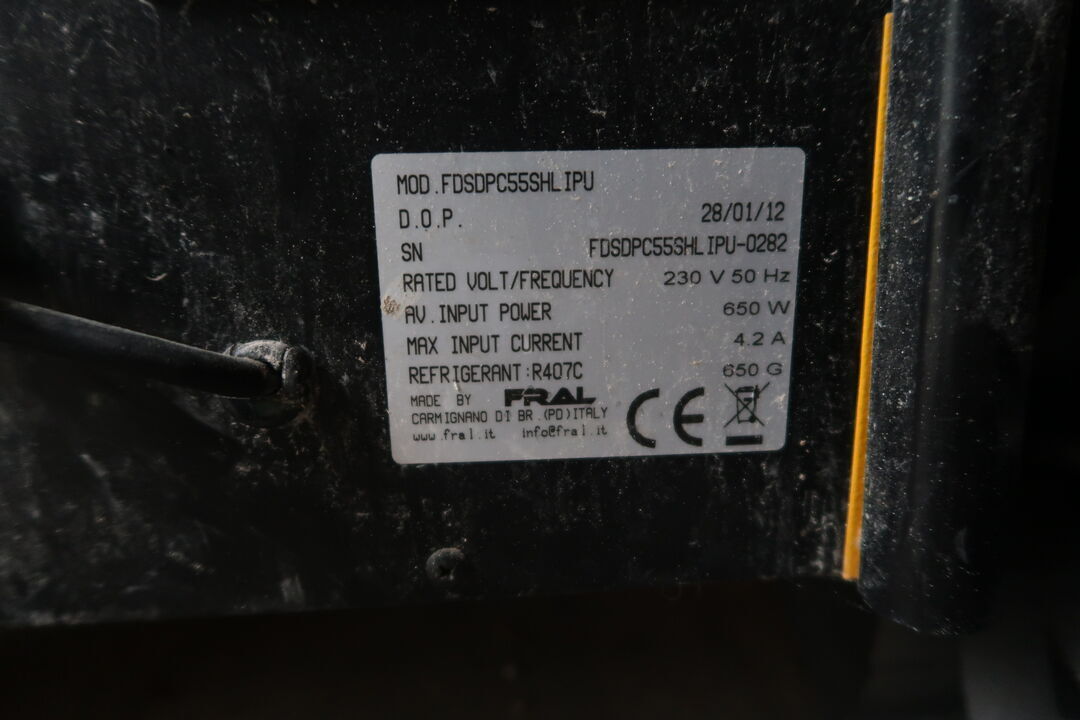 MOD.FDSDPC55SHLIPU
D.O.P. 28/01/12
SN FDSDPC55SHLIPU-0282
RATED VOLT/FREQUENCY 230 V 50 Hz
AV.INPUT POWER 650 W
MAX INPUT CURRENT 4.2 A
REFRIGERANT:R407C 650 G
MADE BY FRAL
CARMIGNANO DI BR.(PD)ITALY
www.fral.it info@fral.it
CE